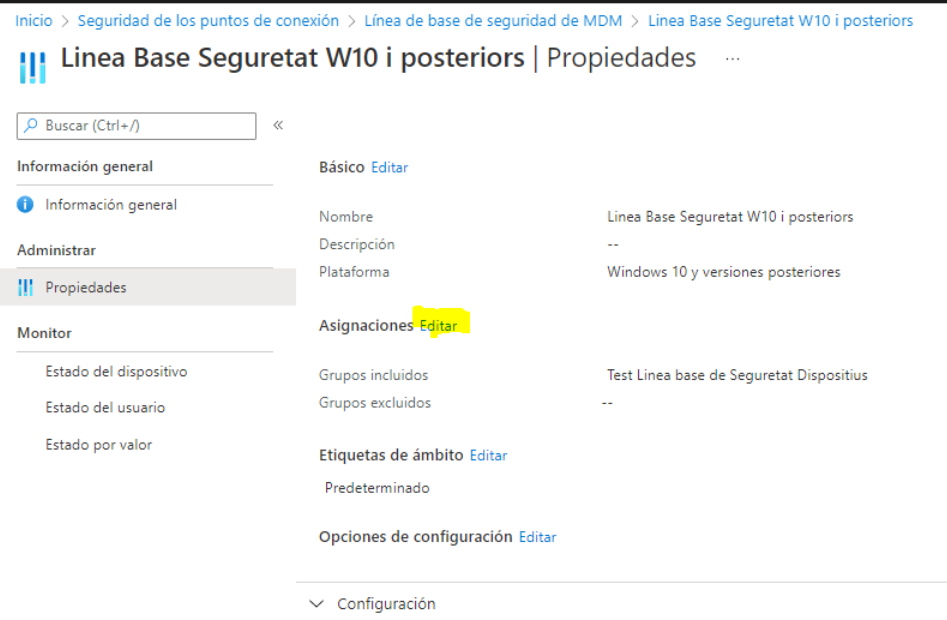 Inicio > Seguridad de los puntos de conexión > Línea de base de seguridad de MDM > Linea Base Seguretat W10 i posteriors
Linea Base Seguretat W10 i posteriors | Propiedades ...
Buscar (Ctrl+/) «
Información general
Información general
Administrar
Propiedades
Monitor
Estado del dispositivo
Estado del usuario
Estado por valor
Básico Editar
Nombre Linea Base Seguretat W10 i posteriors
Descripción --
Plataforma Windows 10 y versiones posteriores
Asignaciones Editar
Grupos incluidos Test Linea base de Seguretat Dispositius
Grupos excluidos --
Etiquetas de ámbito Editar
Predeterminado
Opciones de configuración Editar
Configuración